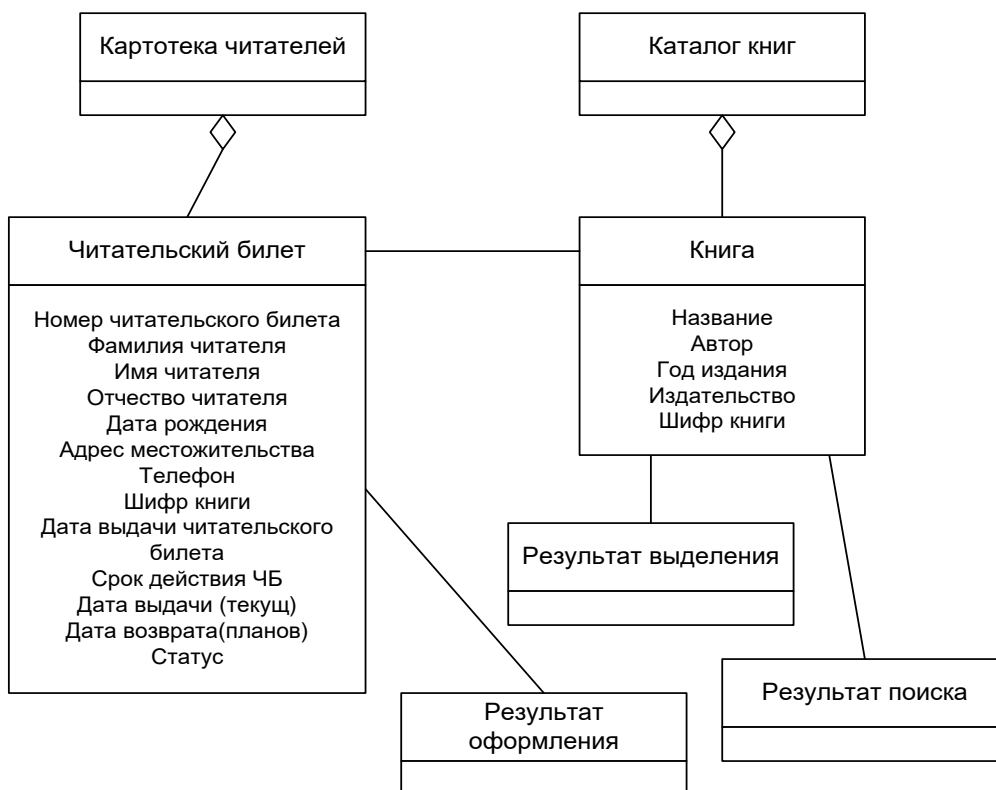 Картотека читателей
Каталог книг
Читательский билет
Номер читательского билета
Фамилия читателя
Имя читателя
Отчество читателя
Дата рождения
Адрес местожительства
Телефон
Шифр книги
Дата выдачи читательского
билета
Срок действия ЧБ
Дата выдачи (текущ)
Дата возврата(планов)
Статус
Книга
Название
Автор
Год издания
Издательство
Шифр книги
Результат выделения
Результат поиска
Результат
оформления